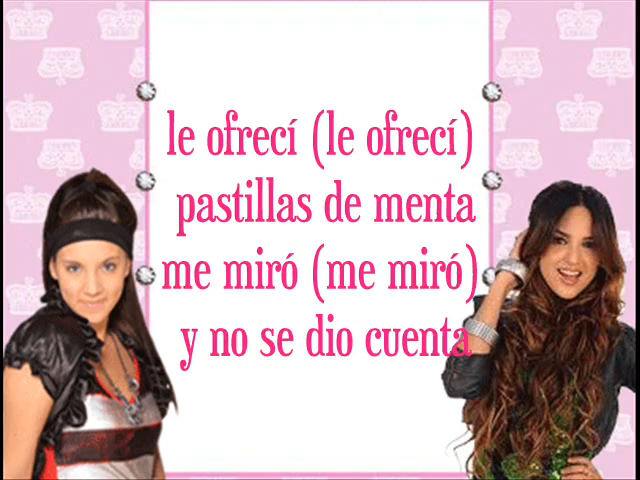 le ofrecí (le ofrecí)
pastillas de menta
me miró (me miró)
y no se dio cuenta